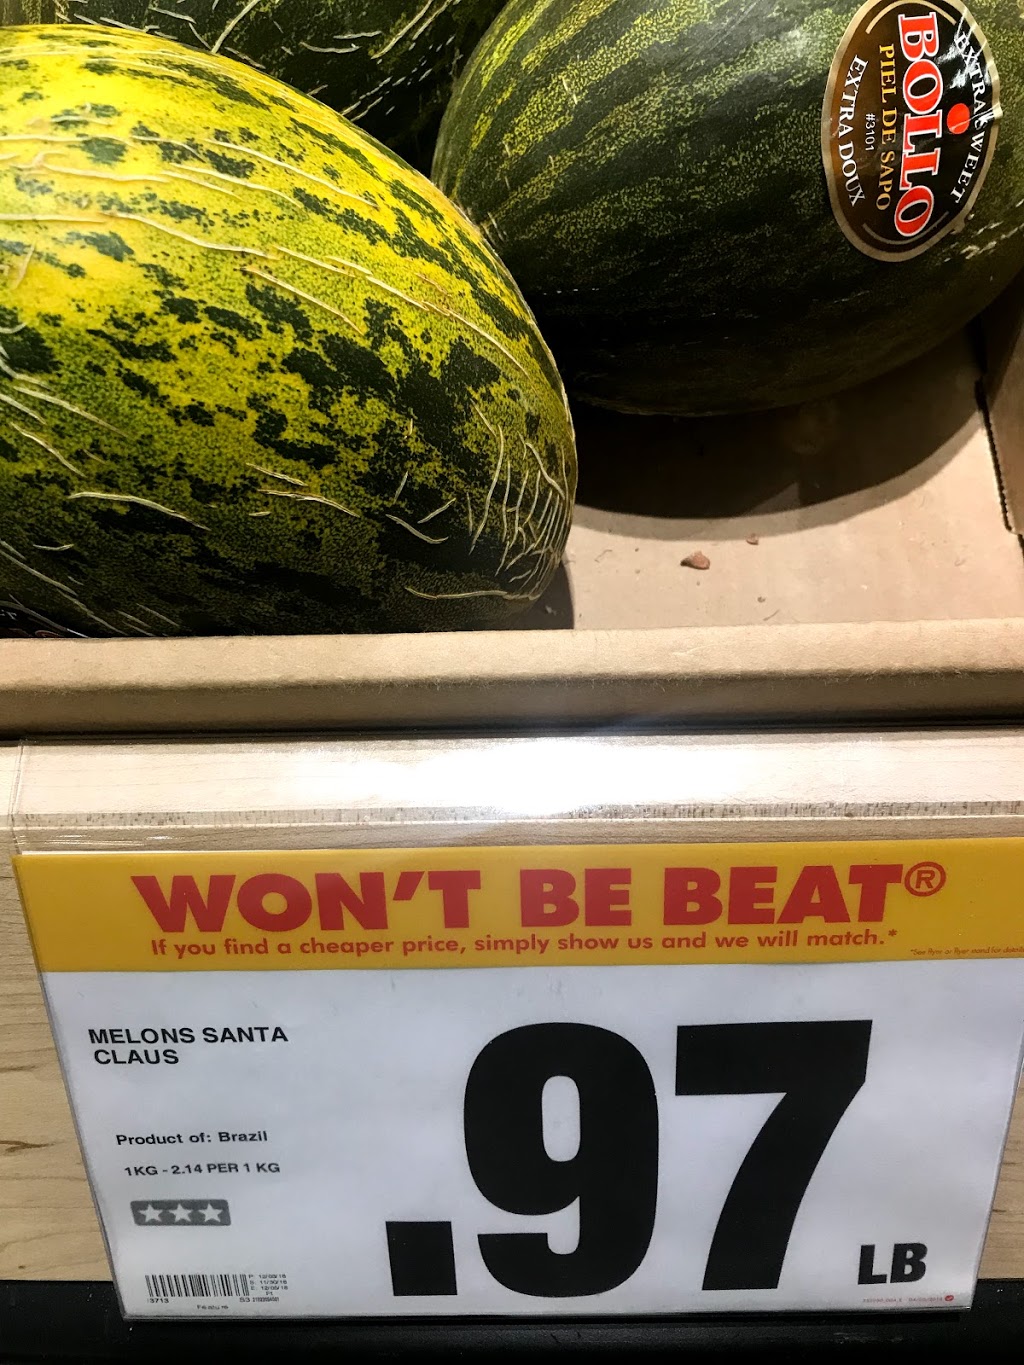 EXTRA SWEET
BOLLO
PIEL DE SAPO
#3101
EXTRA DOUX
WON'T BE BEAT®
If you find a cheaper price, simply show us and we will match.*
MELONS SANTA
CLAUS
Product of: Brazil
1KG - 2.14 PER 1 KG
.97
LB
3713